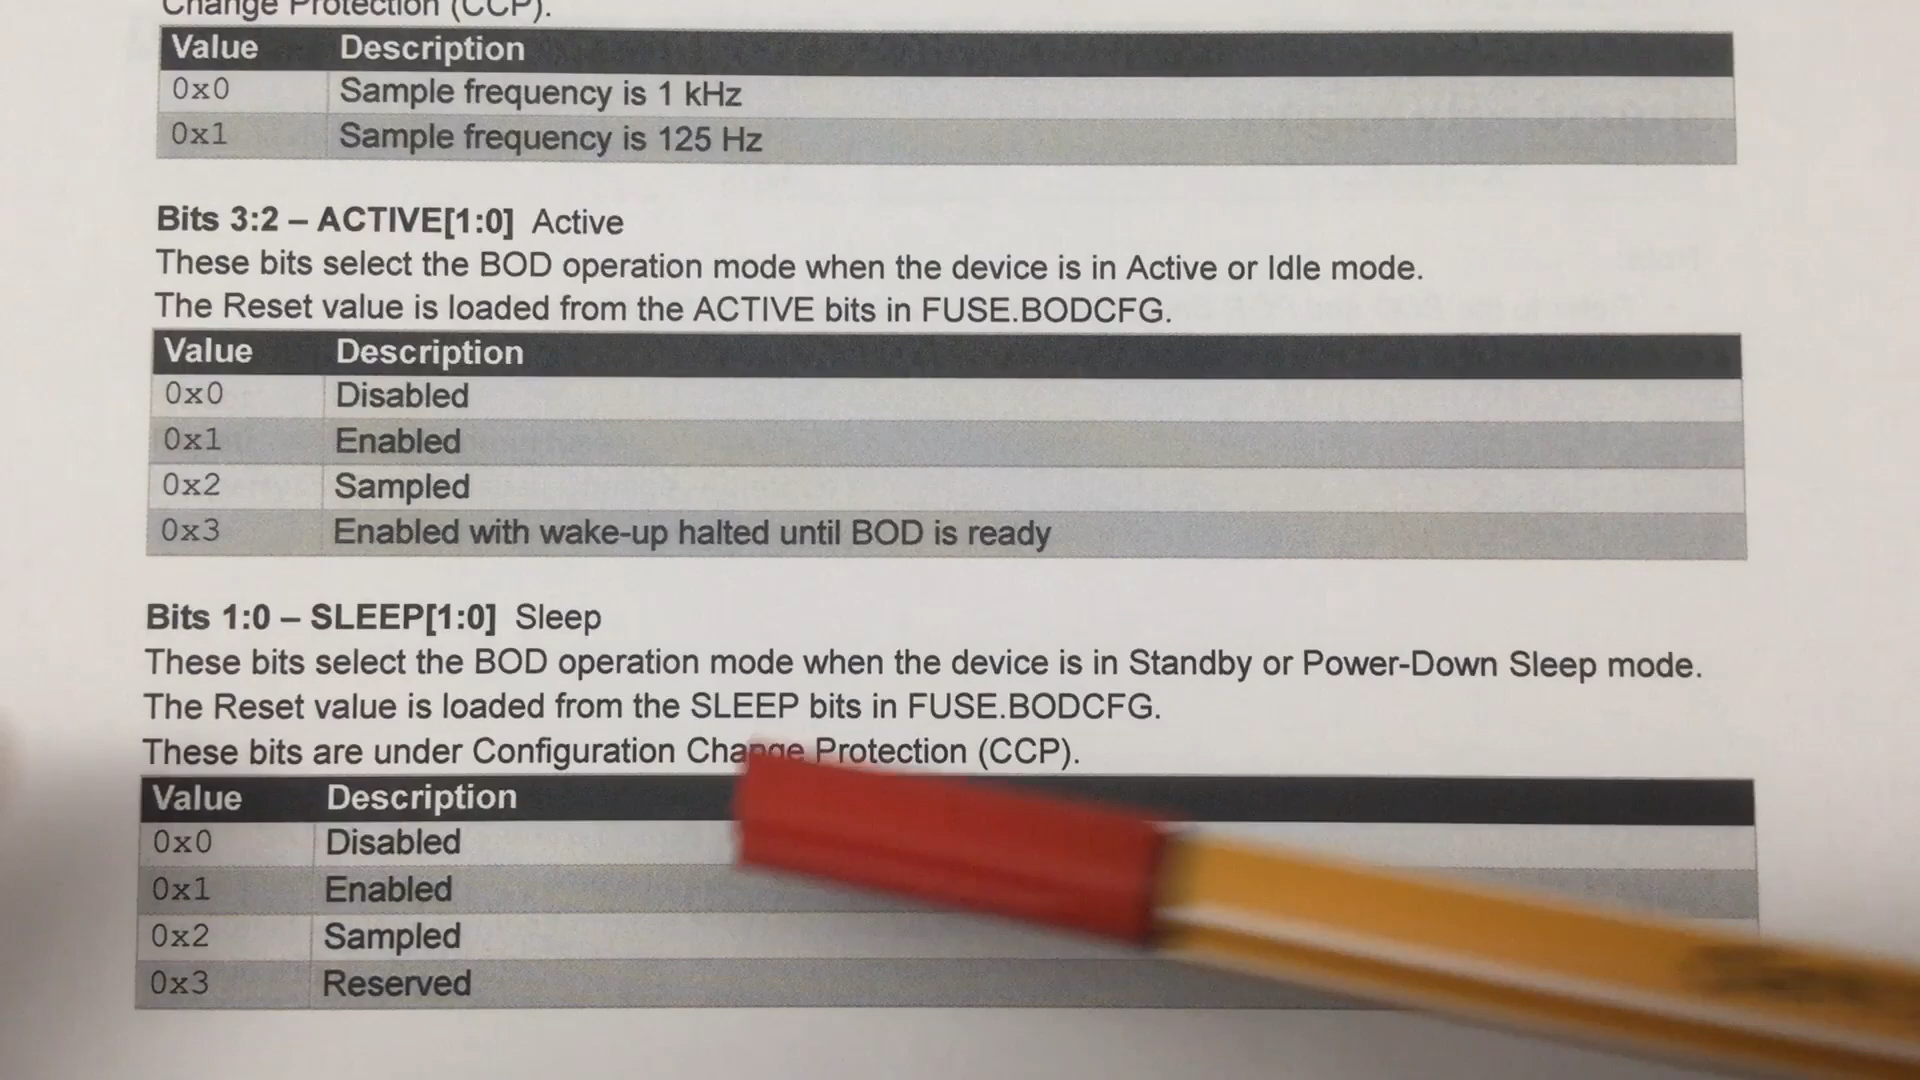 Change Protection (CCP).
Value Description
0x0 Sample frequency is 1 kHz
0x1 Sample frequency is 125 Hz
Bits 3:2 – ACTIVE[1:0] Active
These bits select the BOD operation mode when the device is in Active or Idle mode.
The Reset value is loaded from the ACTIVE bits in FUSE.BODCFG.
Value Description
0x0 Disabled
0x1 Enabled
0x2 Sampled
0x3 Enabled with wake-up halted until BOD is ready
Bits 1:0 – SLEEP[1:0] Sleep
These bits select the BOD operation mode when the device is in Standby or Power-Down Sleep mode.
The Reset value is loaded from the SLEEP bits in FUSE.BODCFG.
These bits are under Configuration Change Protection (CCP).
Value Description
0x0 Disabled
0x1 Enabled
0x2 Sampled
0x3 Reserved